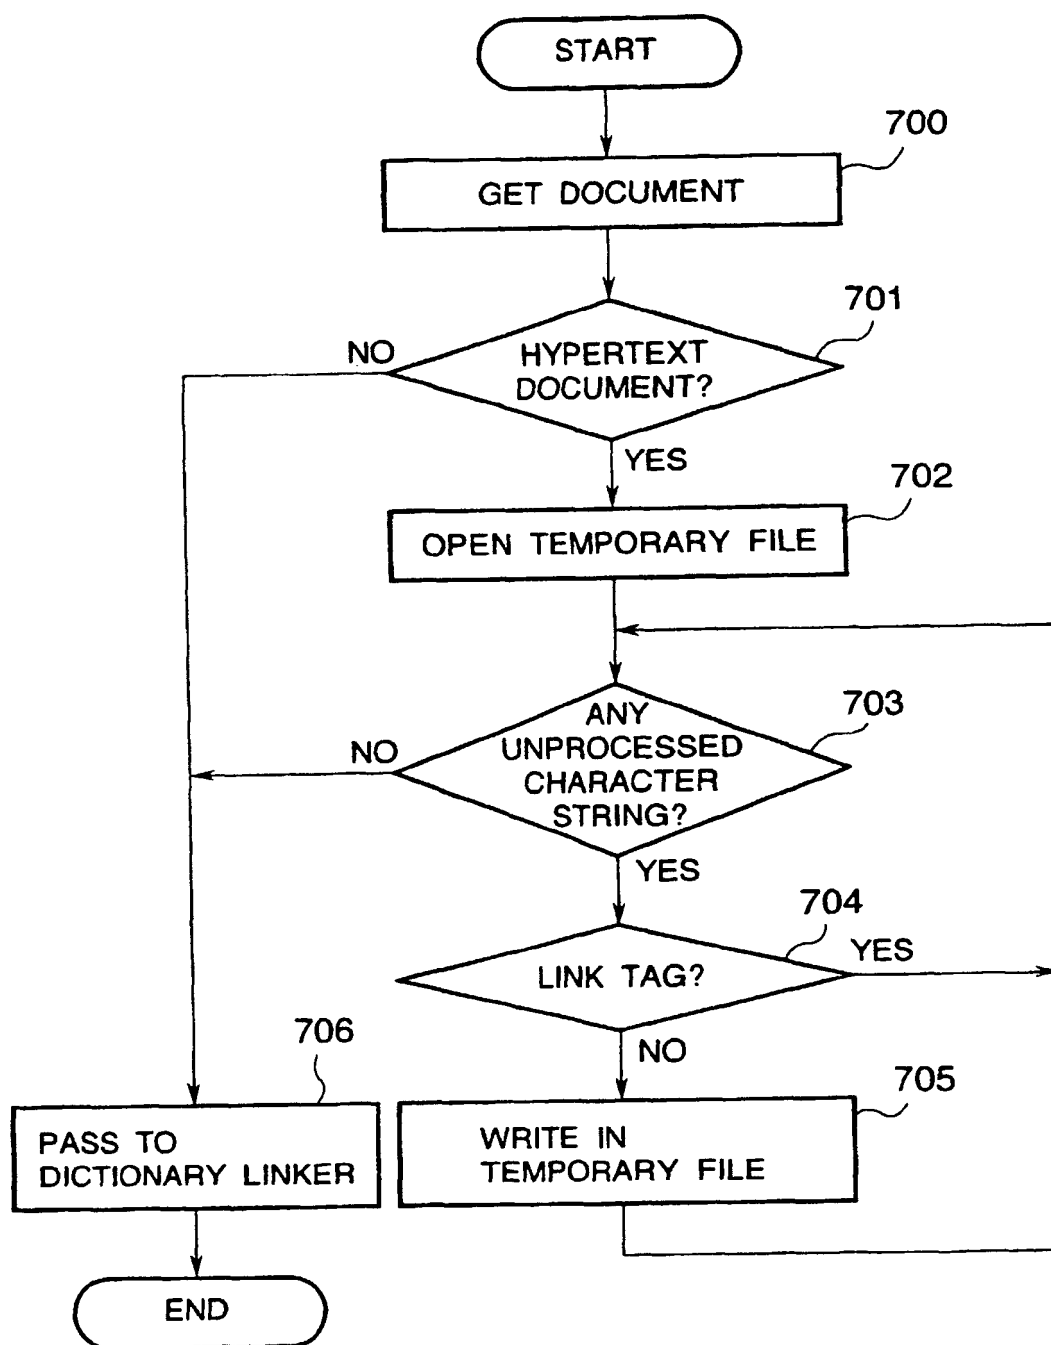 START
700
GET DOCUMENT
701
NO
HYPERTEXT
DOCUMENT?
YES
702
OPEN TEMPORARY FILE
703
NO
ANY
UNPROCESSED
CHARACTER
STRING?
YES
704
YES
LINK TAG?
NO
706
705
PASS TO
DICTIONARY LINKER
WRITE IN
TEMPORARY FILE
END